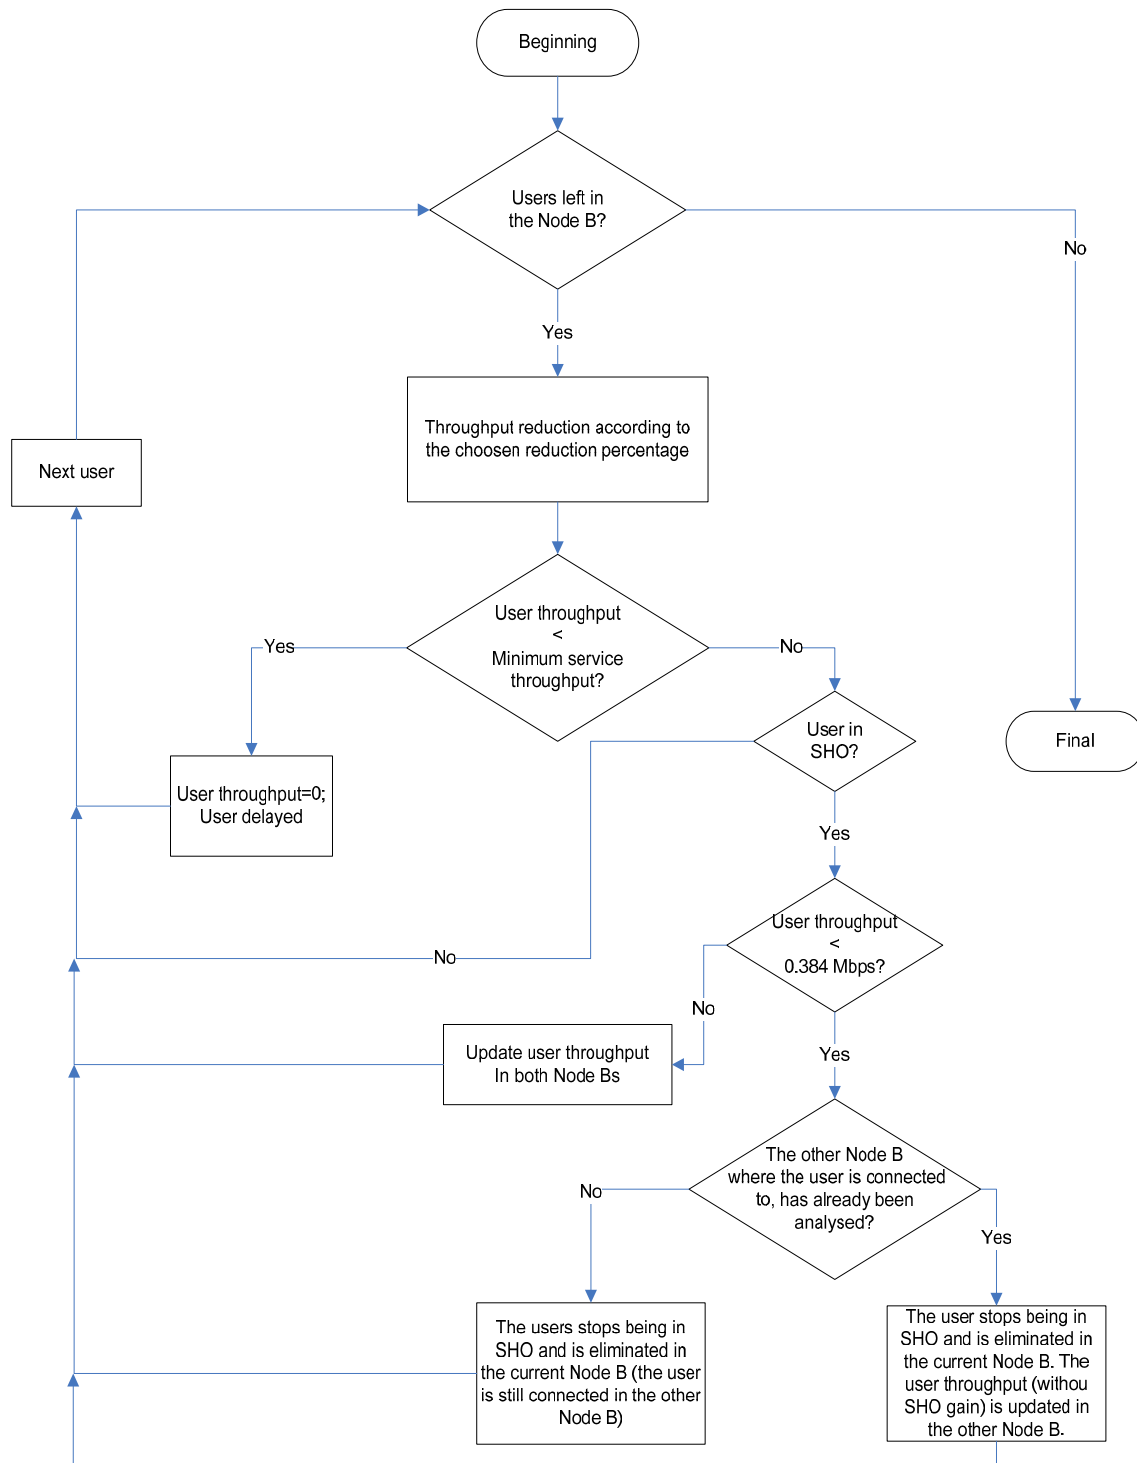 Beginning
Users left in
the Node B?
No
Yes
Throughput reduction according to
the choosen reduction percentage
Next user
User throughput
<
Minimum service
throughput?
Yes
No
User in
SHO?
Final
User throughput=0;
User delayed
Yes
User throughput
<
0.384 Mbps?
No
No
Update user throughput
In both Node Bs
Yes
The other Node B
where the user is connected
to, has already been
analysed?
No
Yes
The users stops being in
SHO and is eliminated in
the current Node B (the user
is still connected in the other
Node B)
The user stops being in
SHO and is eliminated in
the current Node B. The
user throughput (withou
SHO gain) is updated in
the other Node B.